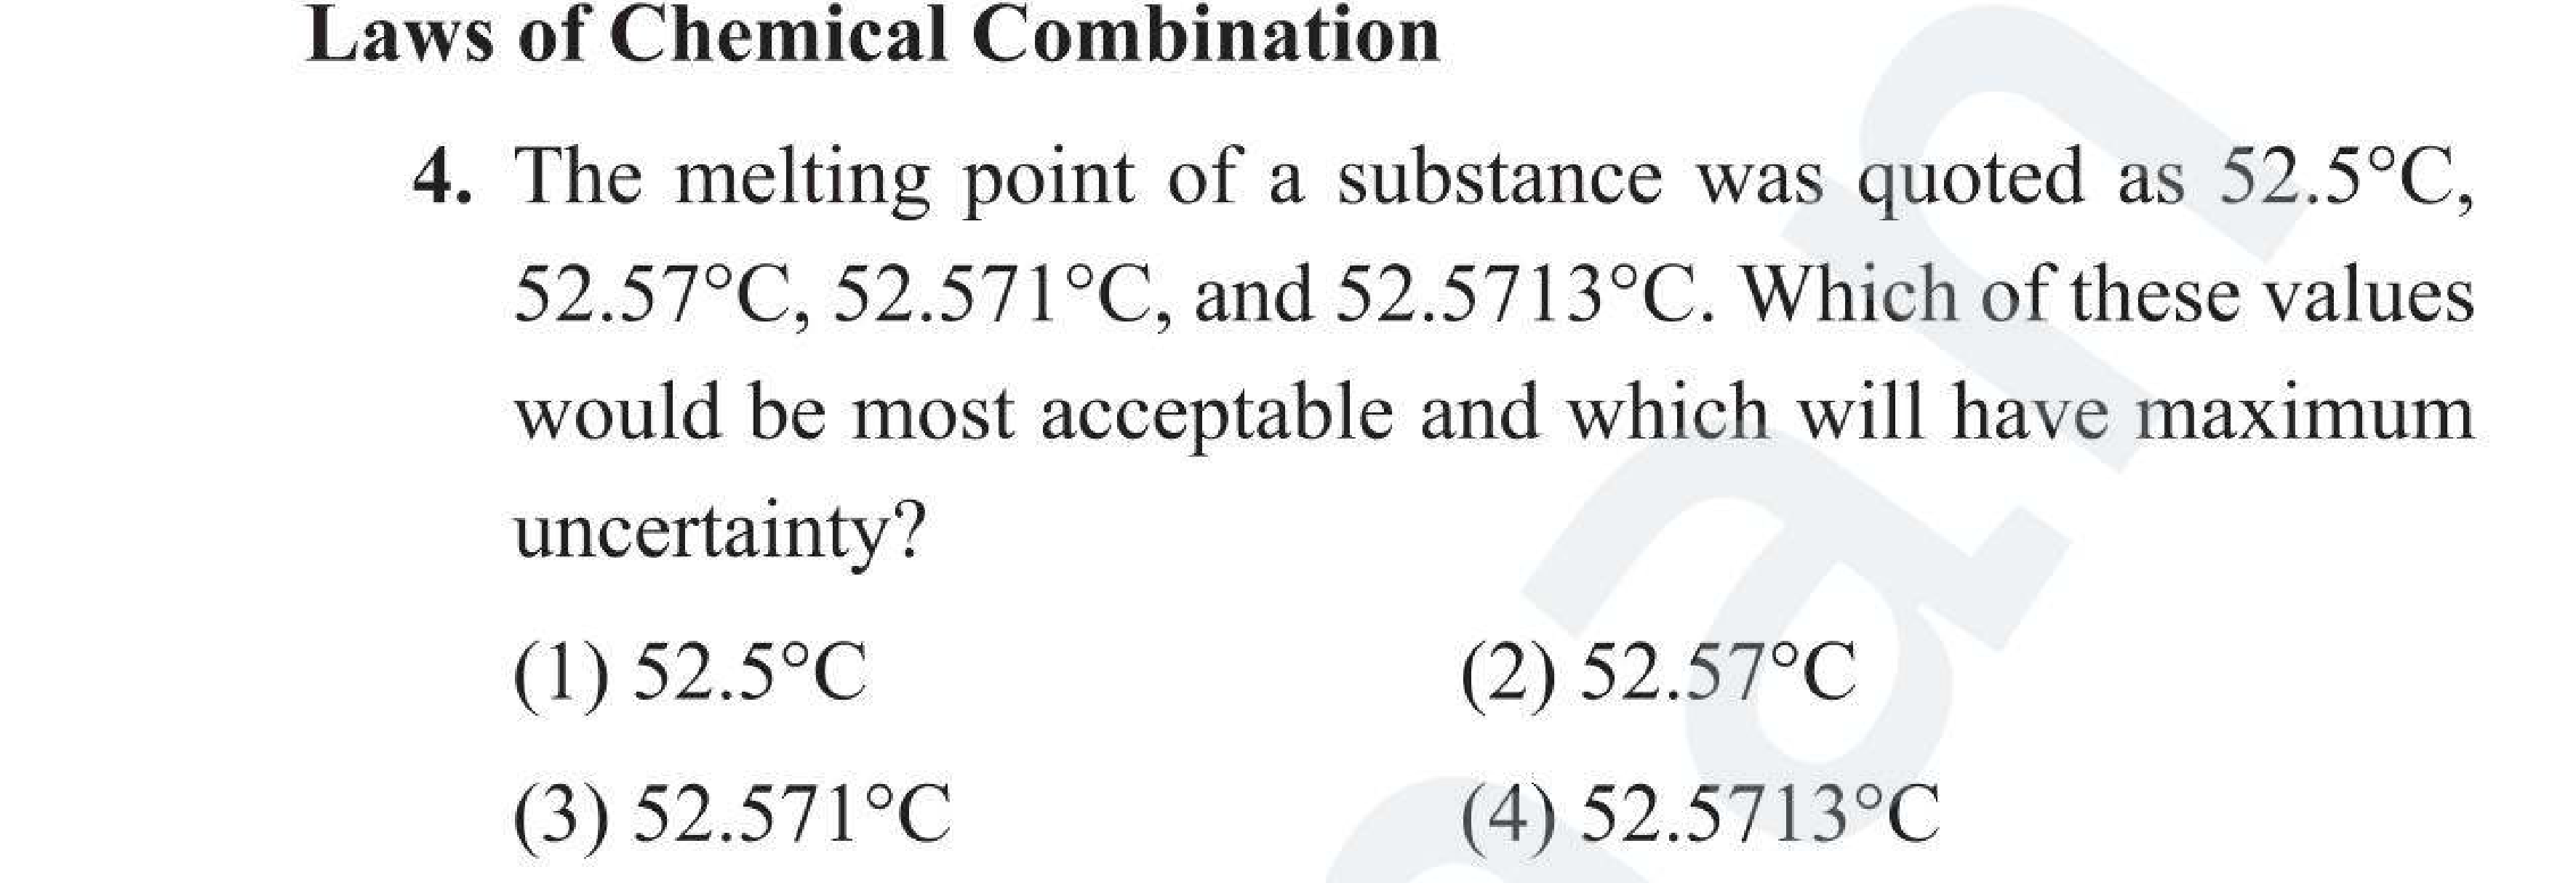 Laws of Chemical Combination
4. The melting point of a substance was quoted as 52.5°C,
52.57°C, 52.571°C, and 52.5713°C. Which of these values
would be most acceptable and which will have maximum
uncertainty?
(1) 52.5°C (2) 52.57°C
(3) 52.571°C (4) 52.5713°C